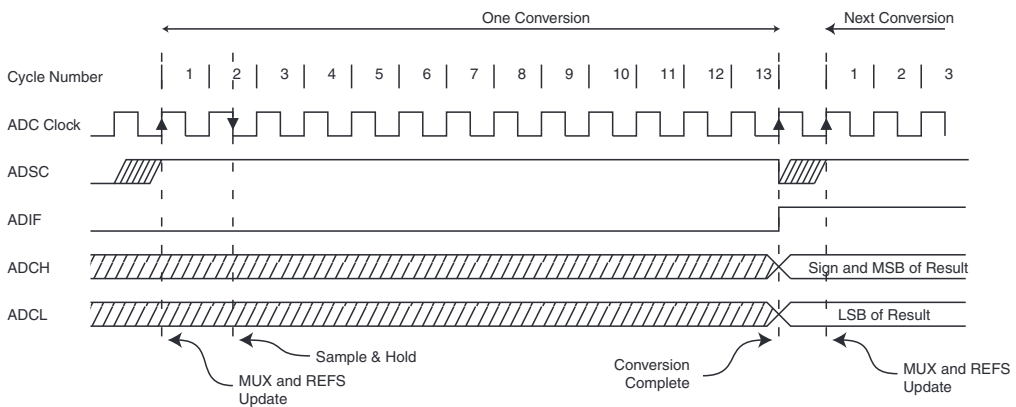 One Conversion
Next Conversion
Cycle Number 1 2 3 4 5 6 7 8 9 10 11 12 13 1 2 3
ADC Clock
ADSC
ADIF
ADCH
Sign and MSB of Result
ADCL
LSB of Result
Sample & Hold
MUX and REFS
Update
Conversion
Complete
MUX and REFS
Update